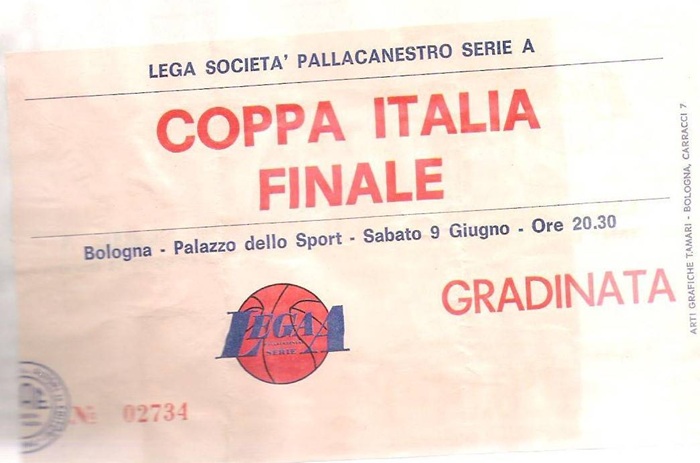 LEGA SOCIETA' PALLACANESTRO SERIE A
COPPA ITALIA
FINALE
Bologna - Palazzo dello Sport - Sabato 9 Giugno - Ore 20.30
GRADINATA
LEGA A
SERIE
№ 02734
ARTI GRAFICHE TAMARI - BOLOGNA, CARRACCI 7